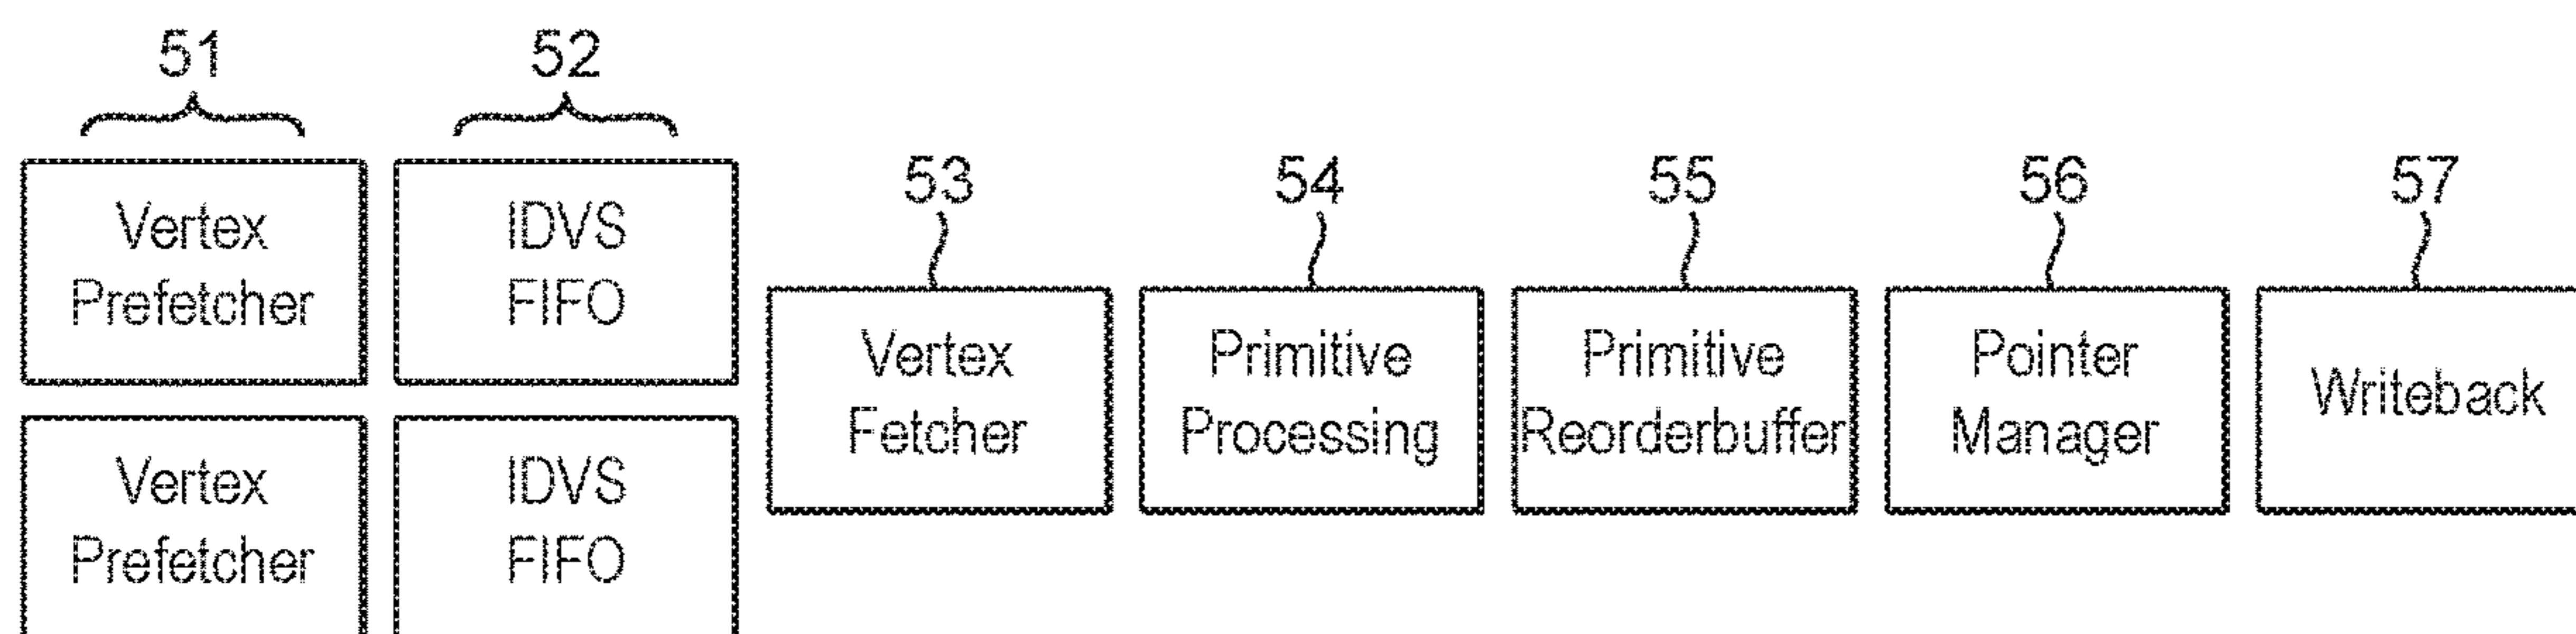 51
52
53
54
55
56
57
Vertex
Prefetcher
IDVS
FIFO
Vertex
Fetcher
Primitive
Processing
Primitive
Reorderbuffer
Pointer
Manager
Writeback
Vertex
Prefetcher
IDVS
FIFO